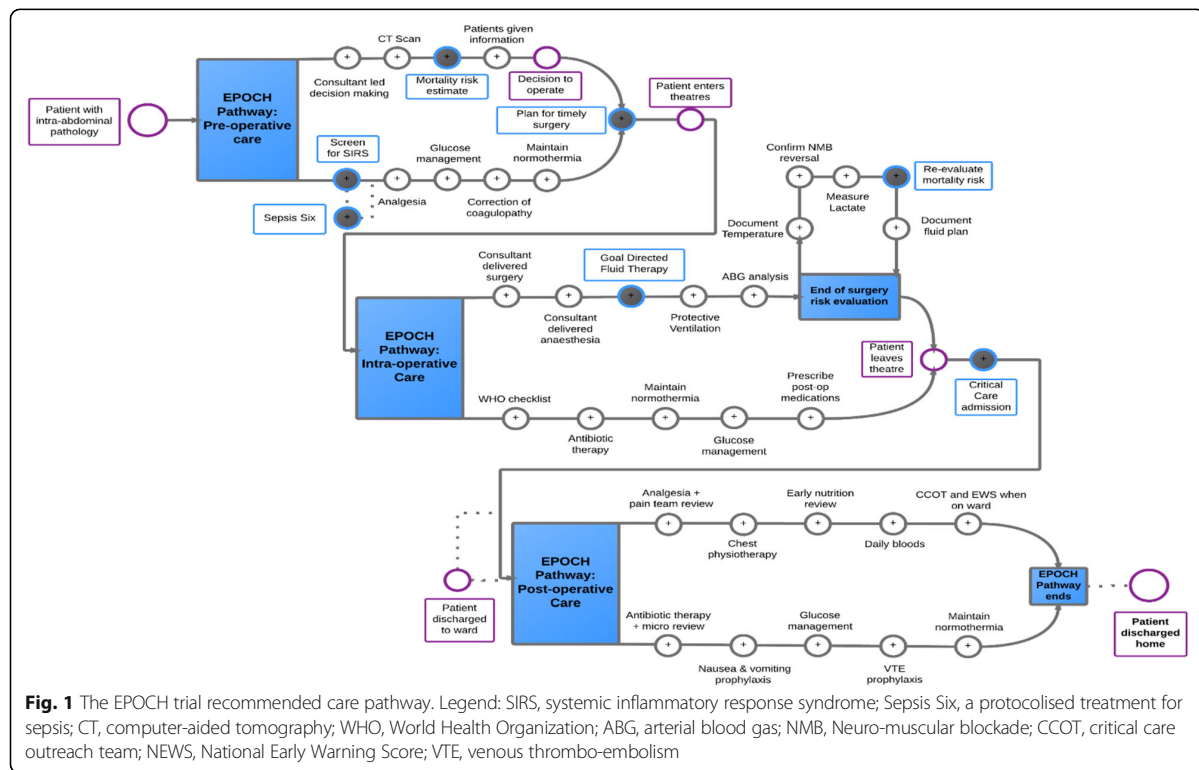 CT Scan
Patients given
information
Consultant led
decision making
Mortality risk
estimate
Decision to
operate
Patient with
intra-abdominal
pathology
EPOCH
Pathway:
Pre-operative
care
Plan for timely
surgery
Patient enters
theatres
Screen
for SIRS
Glucose
management
Maintain
normothermia
Analgesia
Correction of
coagulopathy
Sepsis Six
Confirm NMB
reversal
Measure
Lactate
Re-evaluate
mortality risk
Document
Temperature
Document
fluid plan
Consultant
delivered
surgery
Goal Directed
Fluid Therapy
ABG analysis
Consultant
delivered
anaesthesia
Protective
Ventilation
End of surgery
risk evaluation
EPOCH
Pathway:
Intra-operative
Care
Patient
leaves
theatre
Critical
Care
admission
WHO checklist
Maintain
normothermia
Prescribe
post-op
medications
Antibiotic
therapy
Glucose
management
Analgesia +
pain team review
Early nutrition
review
CCOT and EWS when
on ward
Chest
physiotherapy
Daily bloods
EPOCH
Pathway:
Post-operative
Care
Patient
discharged
to ward
EPOCH
Pathway
ends
Patient
discharged
home
Antibiotic therapy
+ micro review
Glucose
management
Maintain
normothermia
Nausea & vomiting
prophylaxis
VTE
prophylaxis
Fig. 1 The EPOCH trial recommended care pathway. Legend: SIRS, systemic inflammatory response syndrome; Sepsis Six, a protocolised treatment for
sepsis; CT, computer-aided tomography; WHO, World Health Organization; ABG, arterial blood gas; NMB, Neuro-muscular blockade; CCOT, critical care
outreach team; NEWS, National Early Warning Score; VTE, venous thrombo-embolism